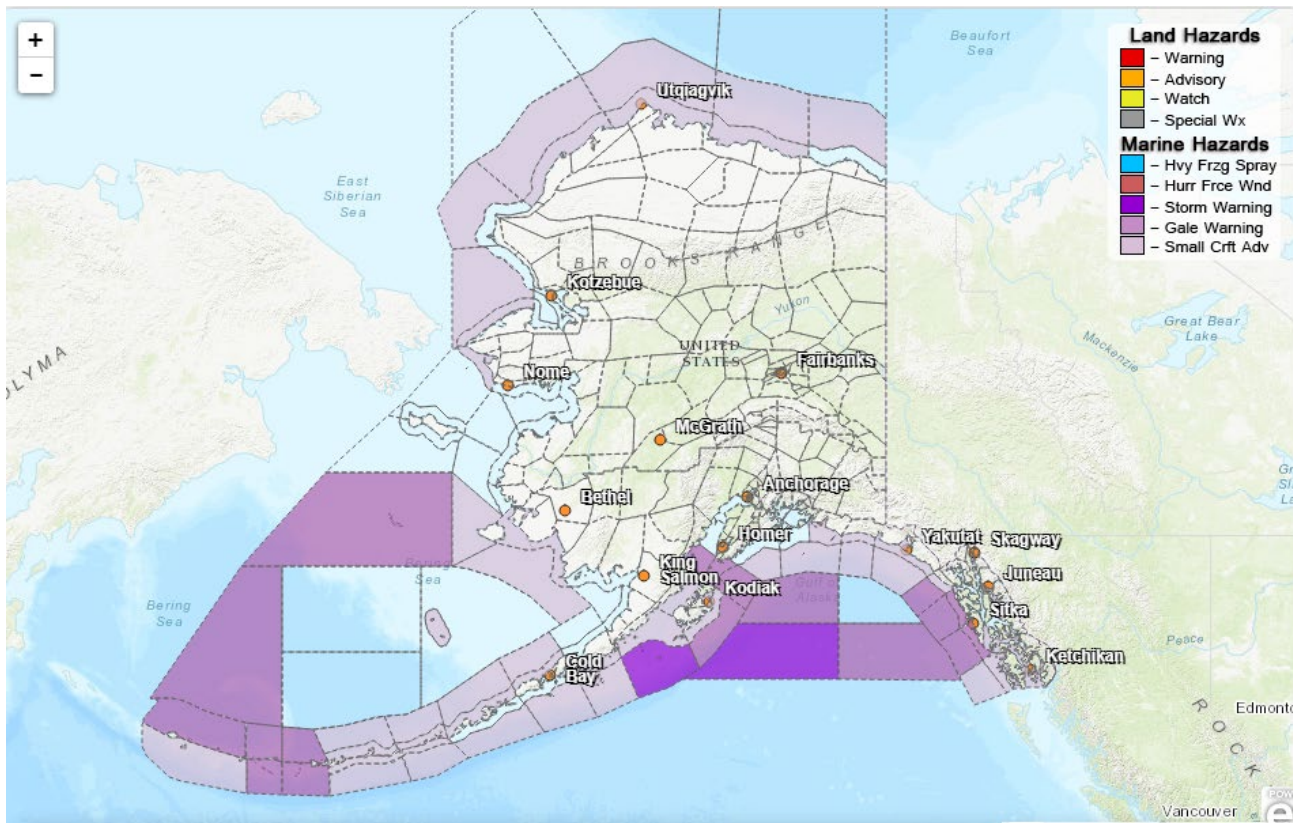 +
−
Land Hazards
– Warning
– Advisory
– Watch
– Special Wx
Marine Hazards
– Hvy Frzg Spray
– Hurr Frce Wnd
– Storm Warning
– Gale Warning
– Small Crft Adv
Beaufort
Sea
Utqiagvik
East
Siberian
Sea
BROOKS RANGE
Kotzebue
Yukon
Great Bear
Lake
Mackenzie
UNITED
STATES
Fairbanks
OLYMA
Nome
McGrath
Anchorage
Bethel
Homer
Yakutat
Skagway
King
Salmon
Kodiak
Juneau
Sea
Bering
Sea
Gulf of
Alaska
Sitka
Peace
Ketchikan
Cold
Bay
ROCK
Edmonto
Vancouver
POW
e